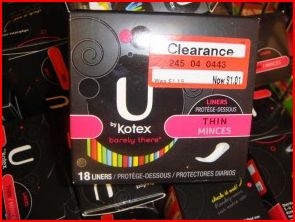 Clearance
245 04 0443
Was $1.19
Now $1.01
U
by Kotex
barely there®
LINERS
PROTÈGE-DESSOUS
THIN
MINCES
18 LINERS / PROTÈGE-DESSOUS / PROTECTORES DIARIOS